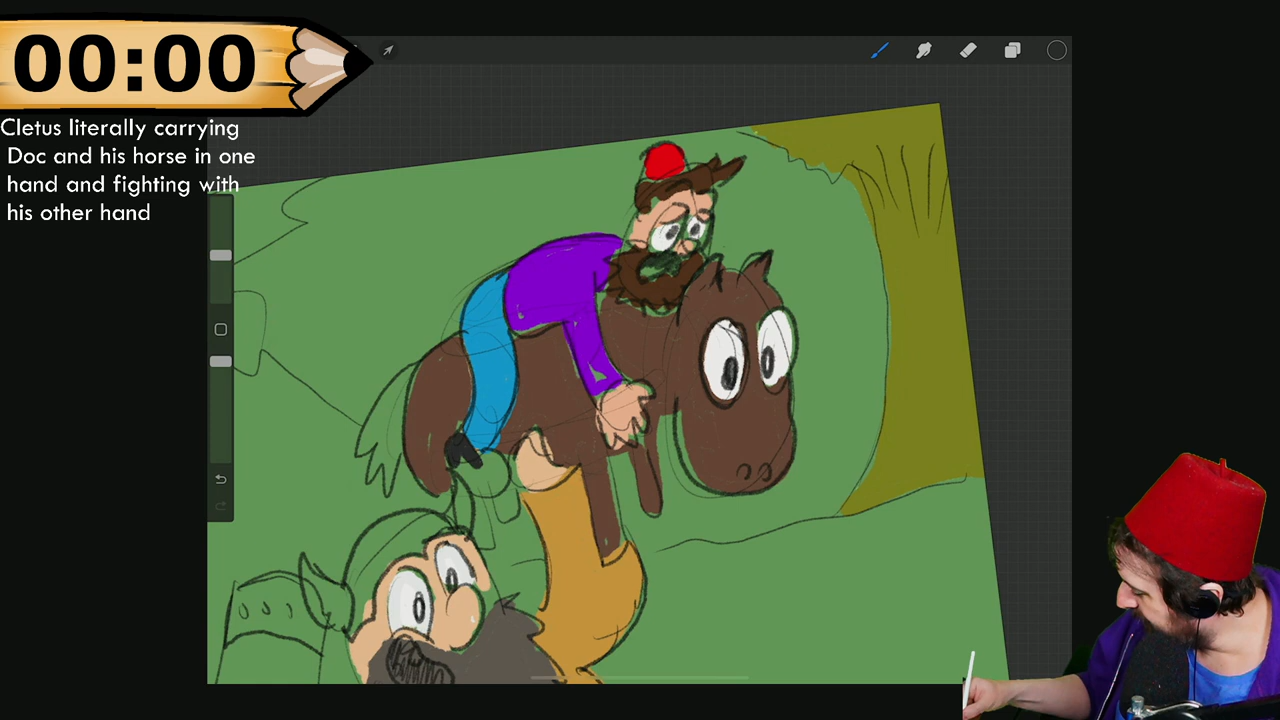 00:00
Cletus literally carrying
Doc and his horse in one
hand and fighting with
his other hand